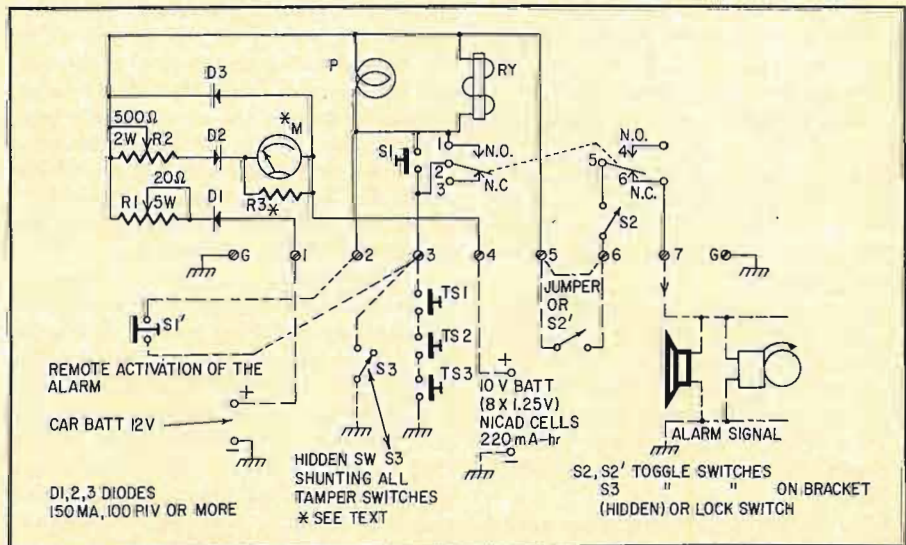 D3
P
RY
500Ω
2W R2
D2
*M
20Ω
R1 5W
D1
R3*
S1
1
2
3
N.O.
N.C
N.O.
4
5
6
N.C.
S2
G 1 2 3 4 5 6 7 G
JUMPER
OR
S2'
S1'
TS1
TS2
TS3
S3
REMOTE ACTIVATION OF THE
ALARM
+
CAR BATT 12V
-
+
10 V BATT
(8 X 1.25V)
NICAD CELLS
220 mA-hr
-
ALARM SIGNAL
HIDDEN SW S3
SHUNTING ALL
TAMPER SWITCHES
* SEE TEXT
D1,2,3 DIODES
150 MA, 100 PIV OR MORE
S2, S2' TOGGLE SWITCHES
S3 " " ON BRACKET
(HIDDEN) OR LOCK SWITCH